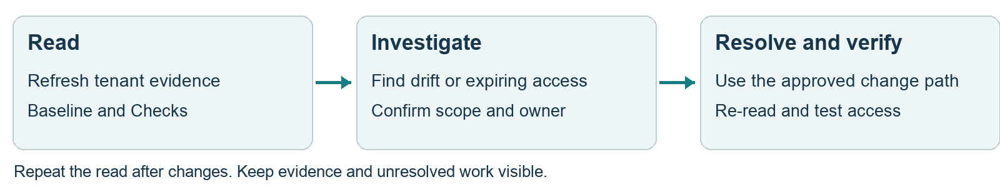 Read
Refresh tenant evidence
Baseline and Checks
Investigate
Find drift or expiring access
Confirm scope and owner
Resolve and verify
Use the approved change path
Re-read and test access
Repeat the read after changes. Keep evidence and unresolved work visible.